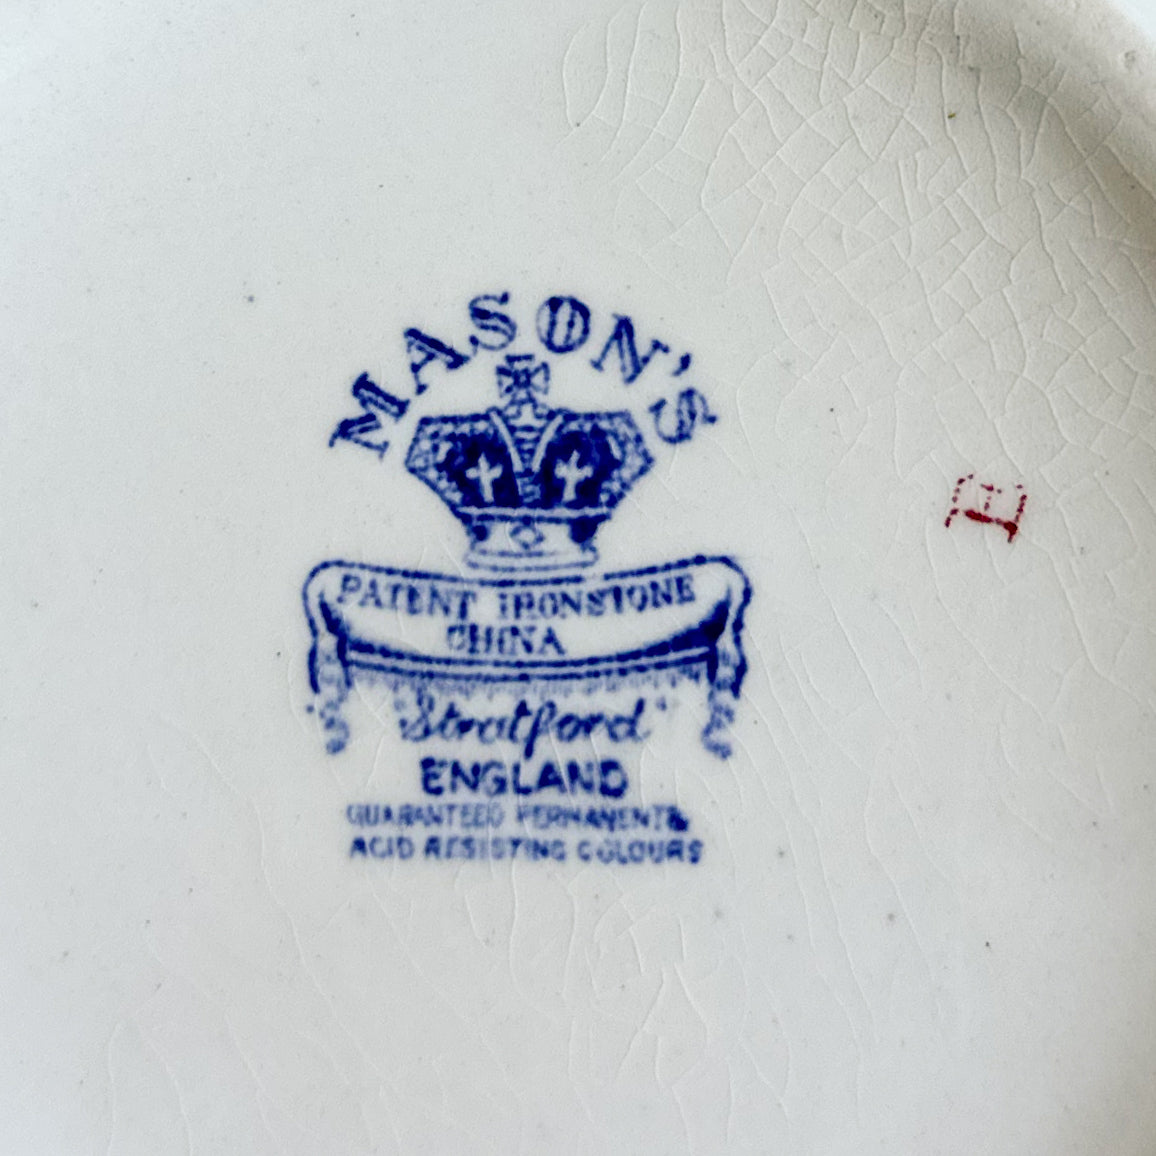 MASON'S
PATENT IRONSTONE
CHINA
"Stratford"
ENGLAND
GUARANTEED PERMANENT &
ACID RESISTING COLOURS
E